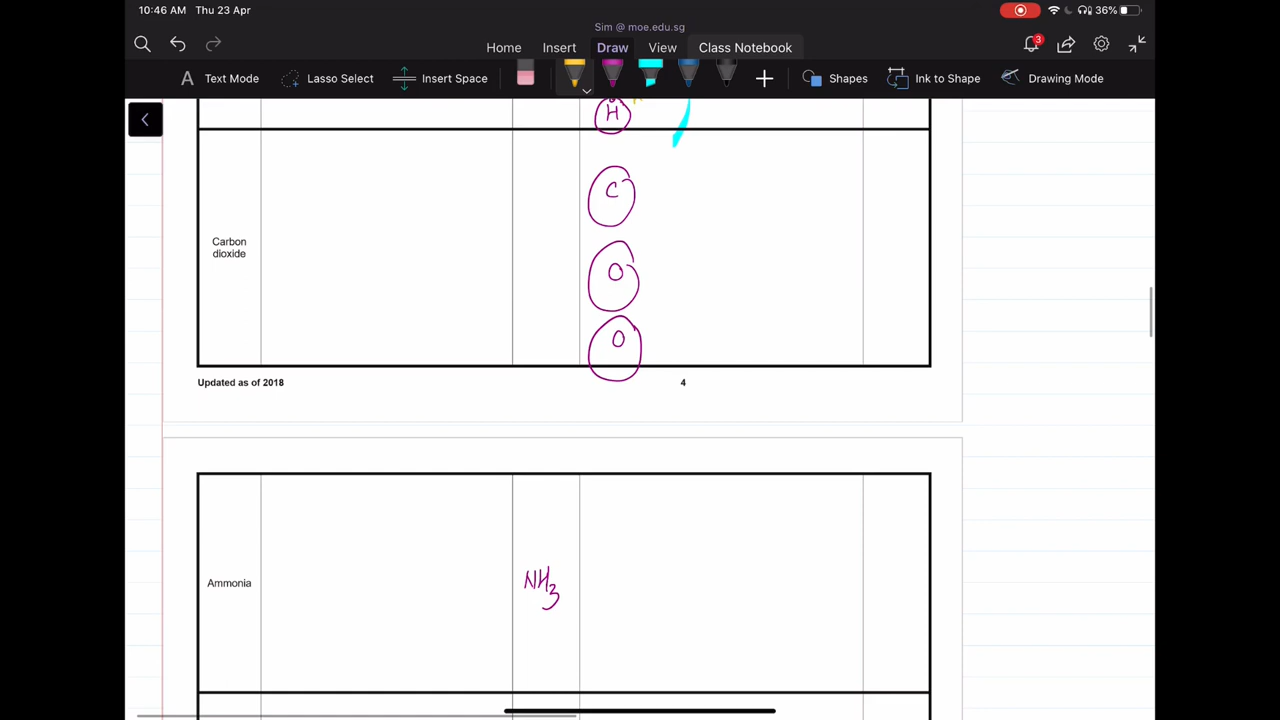 10:46 AM Thu 23 Apr
36%
Sim @ moe.edu.sg
Home Insert Draw View Class Notebook
3
Text Mode Lasso Select Insert Space Shapes Ink to Shape Drawing Mode
H
C
Carbon
dioxide
O
O
Updated as of 2018 4
Ammonia
NH3